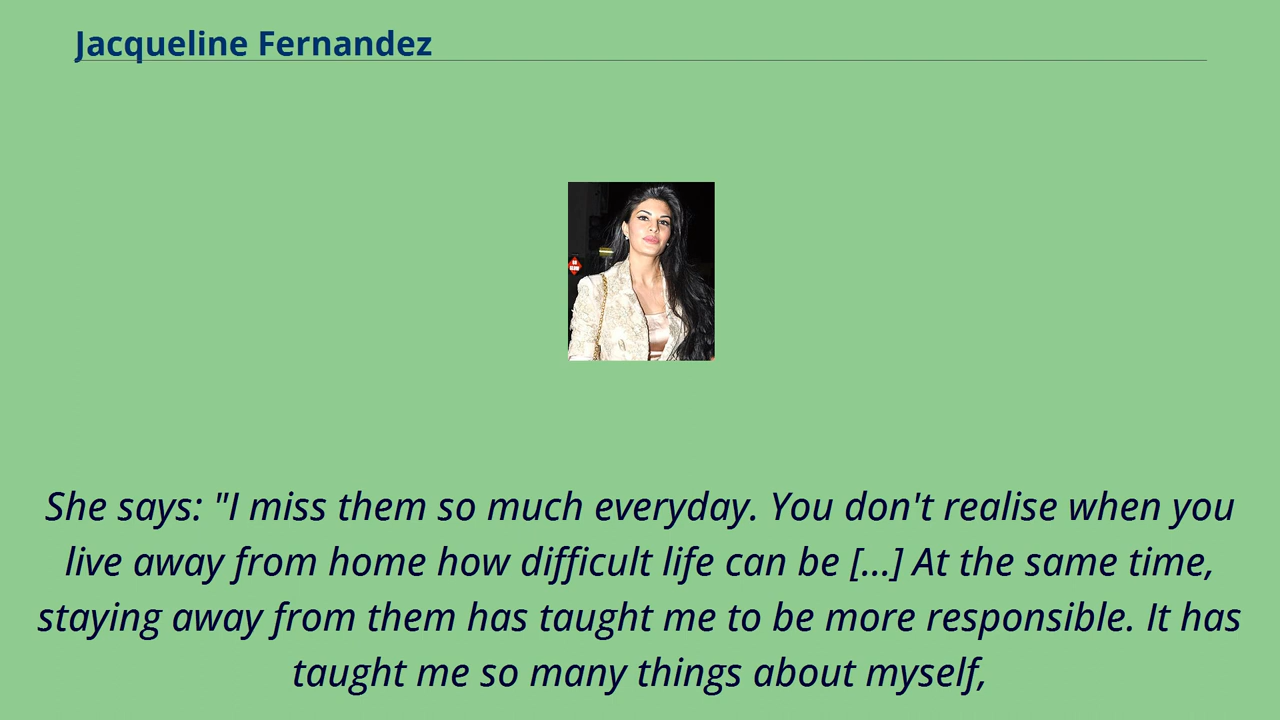 Jacqueline Fernandez
She says: "I miss them so much everyday. You don't realise when you
live away from home how difficult life can be [...] At the same time,
staying away from them has taught me to be more responsible. It has
taught me so many things about myself,